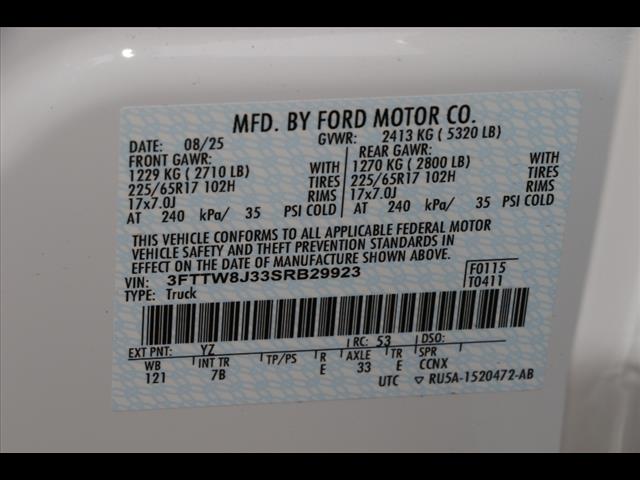 MFD. BY FORD MOTOR CO.
DATE: 08/25 GVWR: 2413 KG ( 5320 LB)
FRONT GAWR: REAR GAWR:
1229 KG ( 2710 LB) WITH 1270 KG ( 2800 LB) WITH
225/65R17 102H TIRES 225/65R17 102H TIRES
17x7.0J RIMS 17x7.0J RIMS
AT 240 kPa/ 35 PSI COLD AT 240 kPa/ 35 PSI COLD
THIS VEHICLE CONFORMS TO ALL APPLICABLE FEDERAL MOTOR
VEHICLE SAFETY AND THEFT PREVENTION STANDARDS IN
EFFECT ON THE DATE OF MANUFACTURE SHOWN ABOVE.
VIN: 3FTTW8J33SRB29923 F0115
TYPE: Truck T0411
EXT PNT: YZ RC: 53 DSO:
WB INT TR TP/PS R AXLE TR SPR
121 7B E 33 E CCNX
UTC ▽ RU5A-1520472-AB